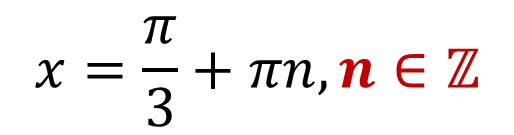 x = π/3 + πn, n ∈ ℤ